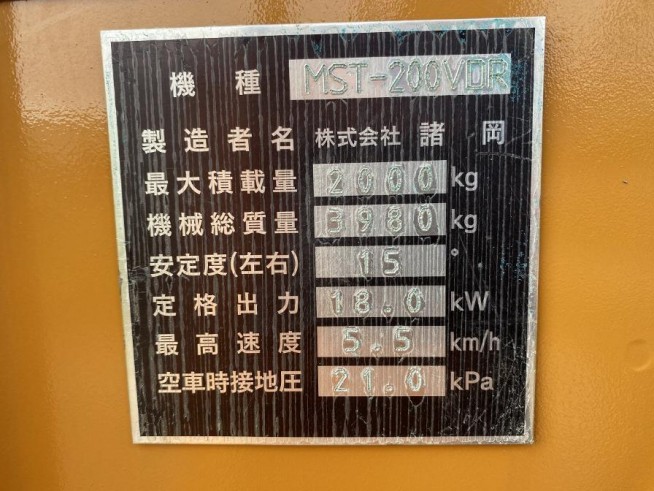 機種 MST-200VDR
製造者名 株式会社 諸岡
最大積載量 2000 kg
機械総質量 3980 kg
安定度(左右) 15 °
定格出力 18.0 kW
最高速度 5.5 km/h
空車時接地圧 21.0 kPa